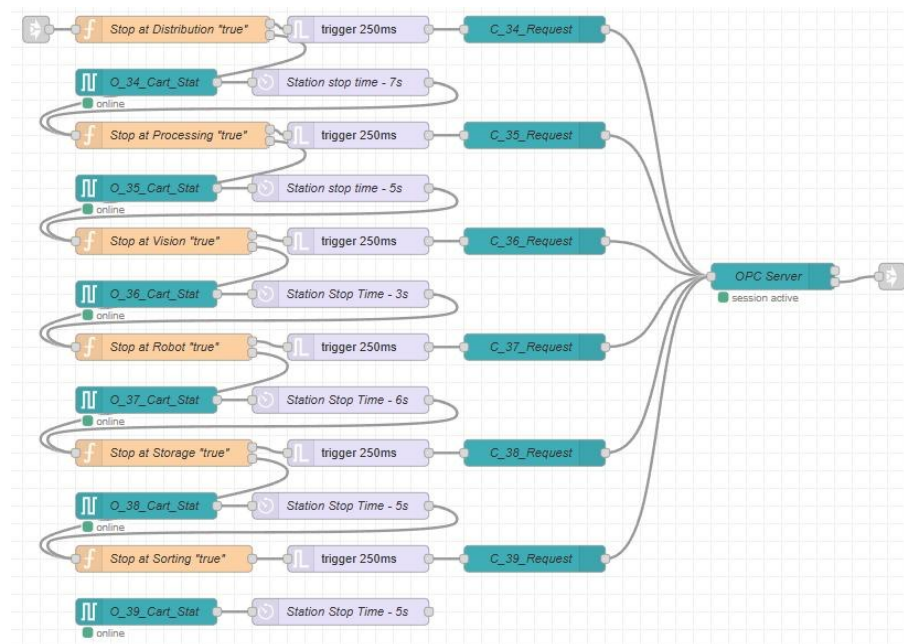 Stop at Distribution "true"
trigger 250ms
C_34_Request
O_34_Cart_Stat
Station stop time - 7s
online
Stop at Processing "true"
trigger 250ms
C_35_Request
O_35_Cart_Stat
Station stop time - 5s
online
Stop at Vision "true"
trigger 250ms
C_36_Request
OPC Server
session active
O_36_Cart_Stat
Station Stop Time - 3s
online
Stop at Robot "true"
trigger 250ms
C_37_Request
O_37_Cart_Stat
Station Stop Time - 6s
online
Stop at Storage "true"
trigger 250ms
C_38_Request
O_38_Cart_Stat
Station Stop Time - 5s
online
Stop at Sorting "true"
trigger 250ms
C_39_Request
O_39_Cart_Stat
Station Stop Time - 5s
online